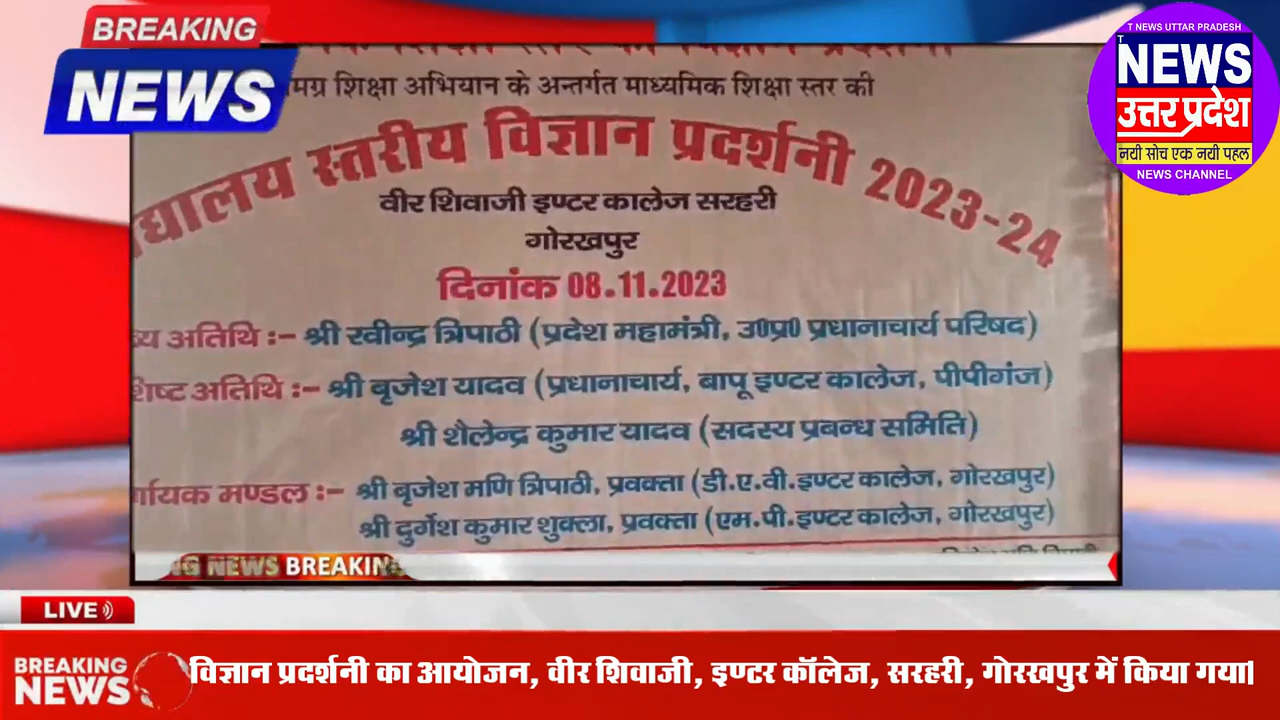 BREAKING
NEWS
T NEWS UTTAR PRADESH
T
NEWS
उत्तर प्रदेश
नयी सोच एक नयी पहल
NEWS CHANNEL
शिक्षा अभियान के अन्तर्गत माध्यमिक शिक्षा स्तर की
स्तरीय विज्ञान प्रदर्शनी 2023-24
वीर शिवाजी इण्टर कालेज सरहरी
गोरखपुर
दिनांक 08.11.2023
अतिथि :- श्री रवीन्द्र त्रिपाठी (प्रदेश महामंत्री, उ0प्र0 प्रधानाचार्य परिषद)
अतिथि :- श्री बृजेश यादव (प्रधानाचार्य, बापू इण्टर कालेज, पीपीगंज)
श्री शैलेन्द्र कुमार यादव (सदस्य प्रबन्ध समिति)
मण्डल :- श्री बृजेश मणि त्रिपाठी, प्रवक्ता (डी.ए.वी.इण्टर कालेज, गोरखपुर)
श्री दुर्गेश कुमार शुक्ला, प्रवक्ता (एम.पी.इण्टर कालेज, गोरखपुर)
NEWS BREAKIN
LIVE
BREAKING
NEWS
विज्ञान प्रदर्शनी का आयोजन, वीर शिवाजी, इण्टर कॉलेज, सरहरी, गोरखपुर में किया गया।